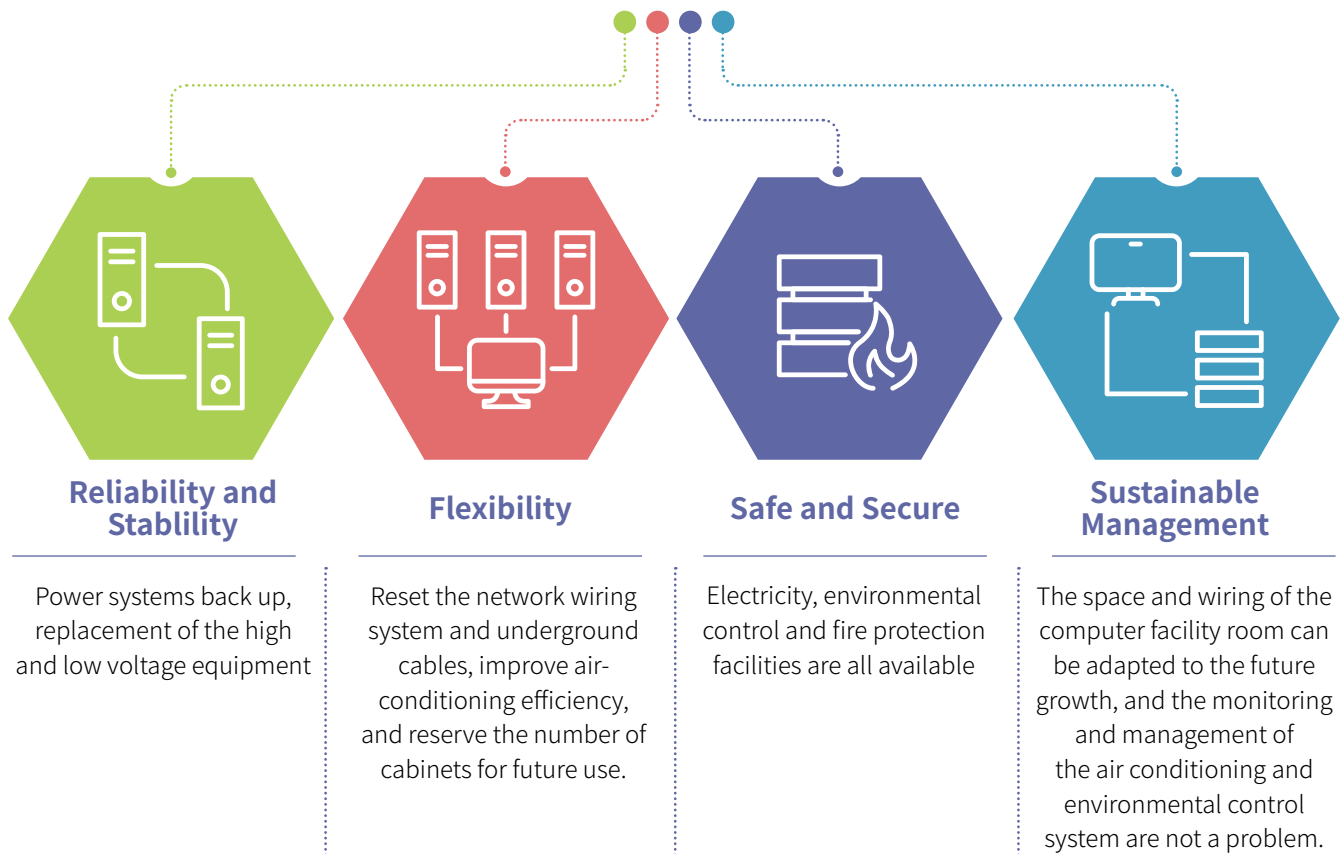 Reliability and
Stablility
Power systems back up,
replacement of the high
and low voltage equipment
Flexibility
Reset the network wiring
system and underground
cables, improve air-
conditioning efficiency,
and reserve the number of
cabinets for future use.
Safe and Secure
Electricity, environmental
control and fire protection
facilities are all available
Sustainable
Management
The space and wiring of the
computer facility room can
be adapted to the future
growth, and the monitoring
and management of
the air conditioning and
environmental control
system are not a problem.